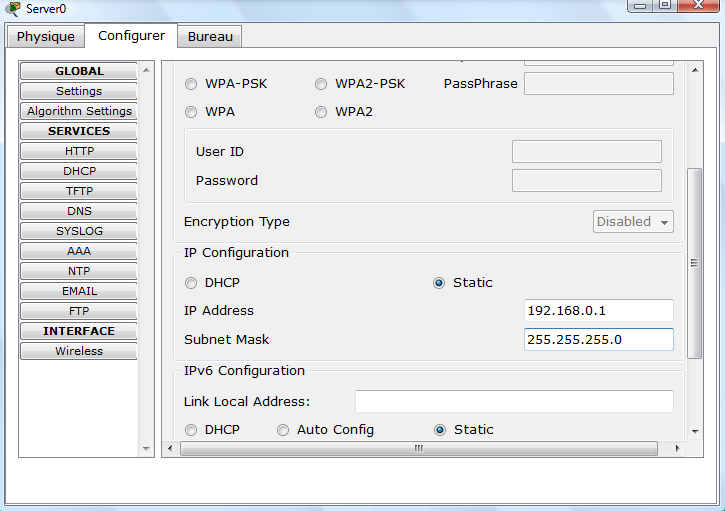 Server0
Physique Configurer Bureau
GLOBAL
Settings
Algorithm Settings
SERVICES
HTTP
DHCP
TFTP
DNS
SYSLOG
AAA
NTP
EMAIL
FTP
INTERFACE
Wireless
WPA-PSK WPA2-PSK PassPhrase
WPA WPA2
User ID
Password
Encryption Type Disabled
IP Configuration
DHCP Static
IP Address 192.168.0.1
Subnet Mask 255.255.255.0
IPv6 Configuration
Link Local Address:
DHCP Auto Config Static